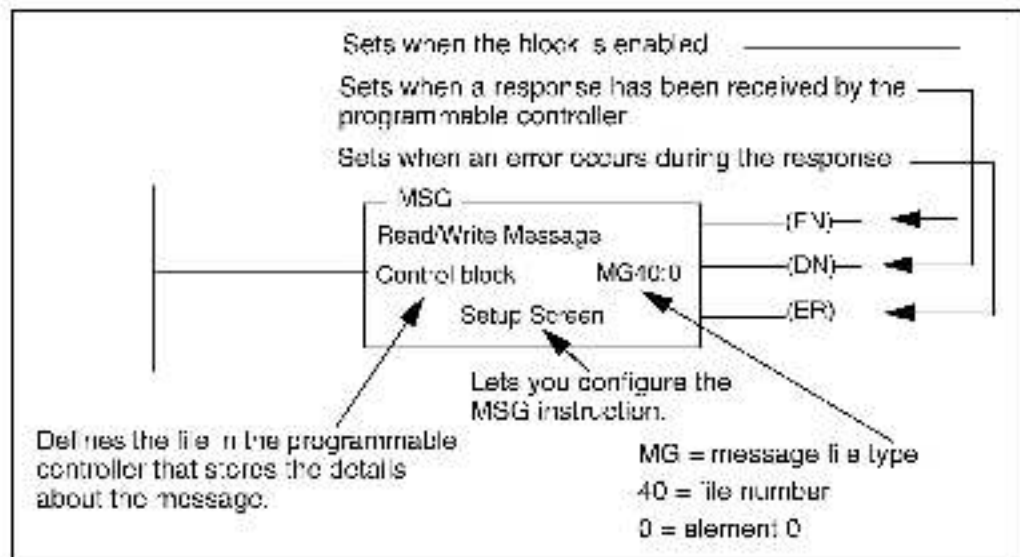 Sets when the block is enabled
Sets when a response has been received by the
programmable controller
Sets when an error occurs during the response
MSG
Read/Write Message
Control block MG40:0
Setup Screen
(EN)
(DN)
(ER)
Lets you configure the
MSG instruction.
Defines the file in the programmable
controller that stores the details
about the message.
MG = message file type
40 = file number
0 = element 0